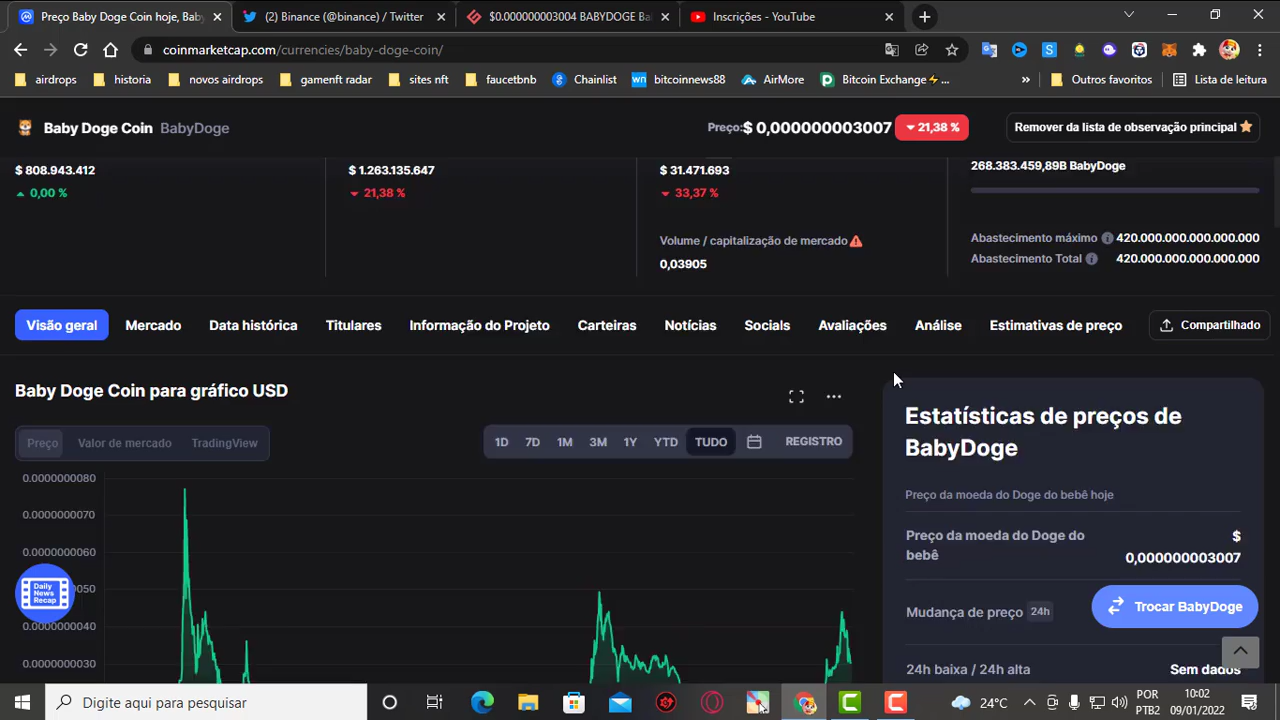 Preço Baby Doge Coin hoje, Bab
(2) Binance (@binance) / Twitter
$0.000000003004 BABYDOGE Ba
Inscrições - YouTube
coinmarketcap.com/currencies/baby-doge-coin/
airdrops
historia
novos airdrops
gamenft radar
sites nft
faucetbnb
Chainlist
wn bitcoinnews88
AirMore
Bitcoin Exchange⚡...
»
Outros favoritos
Lista de leitura
Baby Doge Coin BabyDoge
Preço:$ 0,000000003007 21,38 %
Remover da lista de observação principal
$ 808.943.412
0,00 %
$ 1.263.135.647
21,38 %
$ 31.471.693
33,37 %
Volume / capitalização de mercado
0,03905
268.383.459,89B BabyDoge
Abastecimento máximo 420.000.000.000.000.000
Abastecimento Total 420.000.000.000.000.000
Visão geral Mercado Data histórica Titulares Informação do Projeto Carteiras Notícias Socials Avaliações Análise Estimativas de preço Compartilhado
Baby Doge Coin para gráfico USD
Preço Valor de mercado TradingView
1D 7D 1M 3M 1Y YTD TUDO REGISTRO
0.0000000080
0.0000000070
0.0000000060
0050
0.0000000040
0.0000000030
Daily
News
Recap
Estatísticas de preços de
BabyDoge
Preço da moeda do Doge do bebê hoje
Preço da moeda do Doge do
bebê
$
0,000000003007
Mudança de preço 24h
Trocar BabyDoge
24h baixa / 24h alta Sem dados
Digite aqui para pesquisar
24°C
POR
PTB2
10:02
09/01/2022